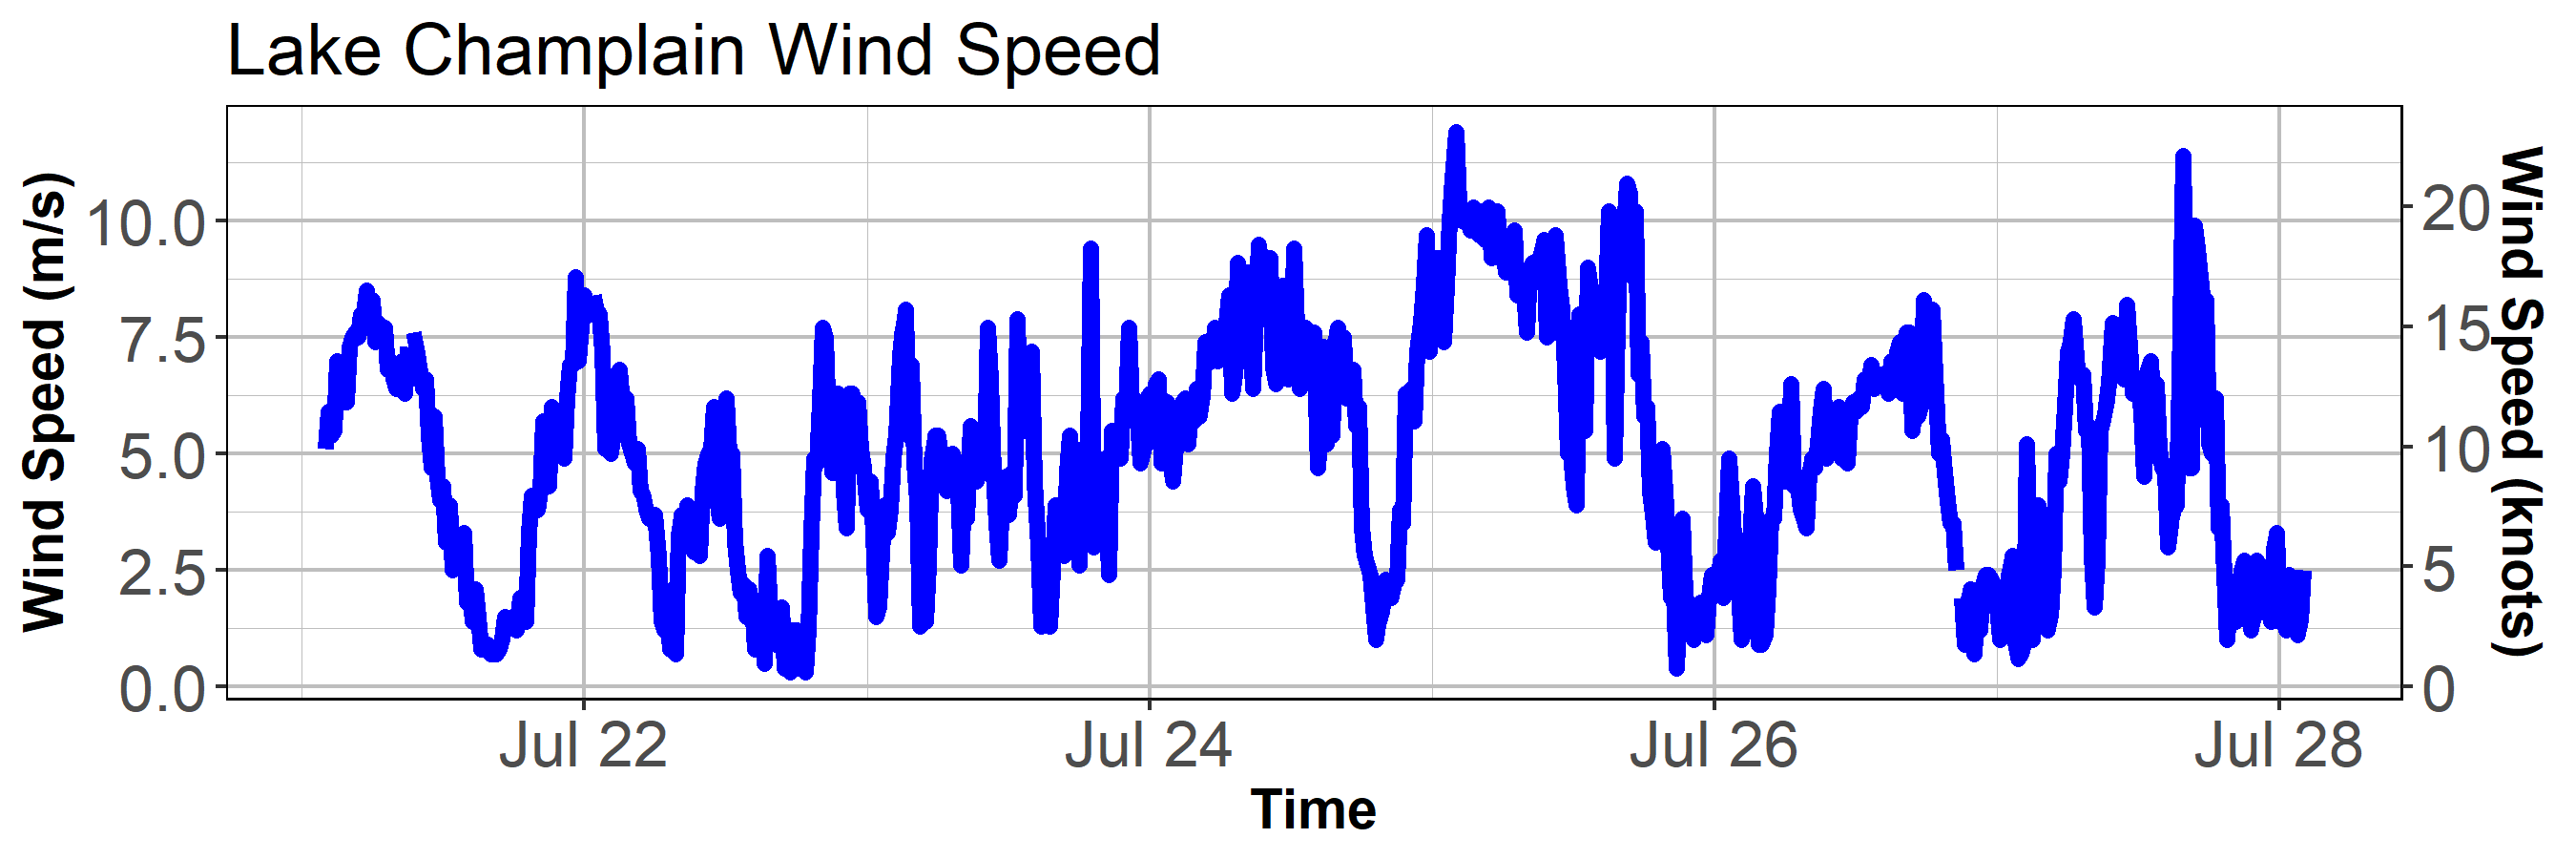 Lake Champlain Wind Speed
Wind Speed (m/s)
10.0
7.5
5.0
2.5
0.0
20
15
10
5
0
Wind Speed (knots)
Jul 22
Jul 24
Jul 26
Jul 28
Time